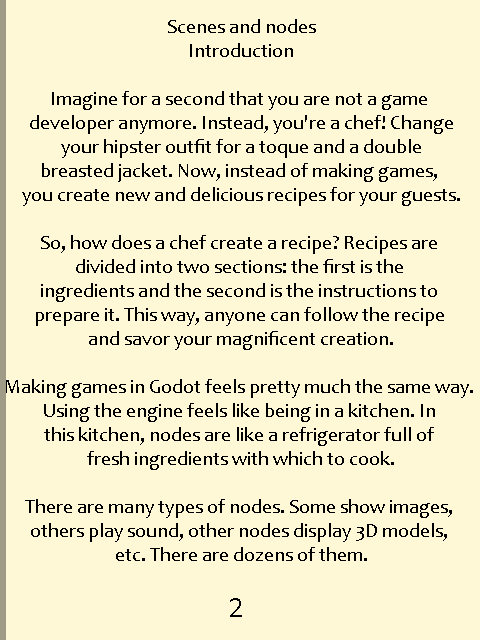 Scenes and nodes
Introduction
Imagine for a second that you are not a game
developer anymore. Instead, you're a chef! Change
your hipster outfit for a toque and a double
breasted jacket. Now, instead of making games,
you create new and delicious recipes for your guests.
So, how does a chef create a recipe? Recipes are
divided into two sections: the first is the
ingredients and the second is the instructions to
prepare it. This way, anyone can follow the recipe
and savor your magnificent creation.
Making games in Godot feels pretty much the same way.
Using the engine feels like being in a kitchen. In
this kitchen, nodes are like a refrigerator full of
fresh ingredients with which to cook.
There are many types of nodes. Some show images,
others play sound, other nodes display 3D models,
etc. There are dozens of them.
2